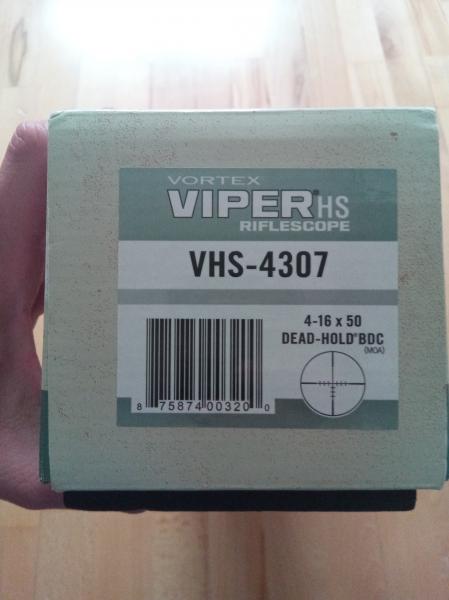 VORTEX
VIPER® HS
RIFLESCOPE
VHS-4307
4-16 x 50
DEAD-HOLD® BDC
(MOA)
8 75874 00320 0